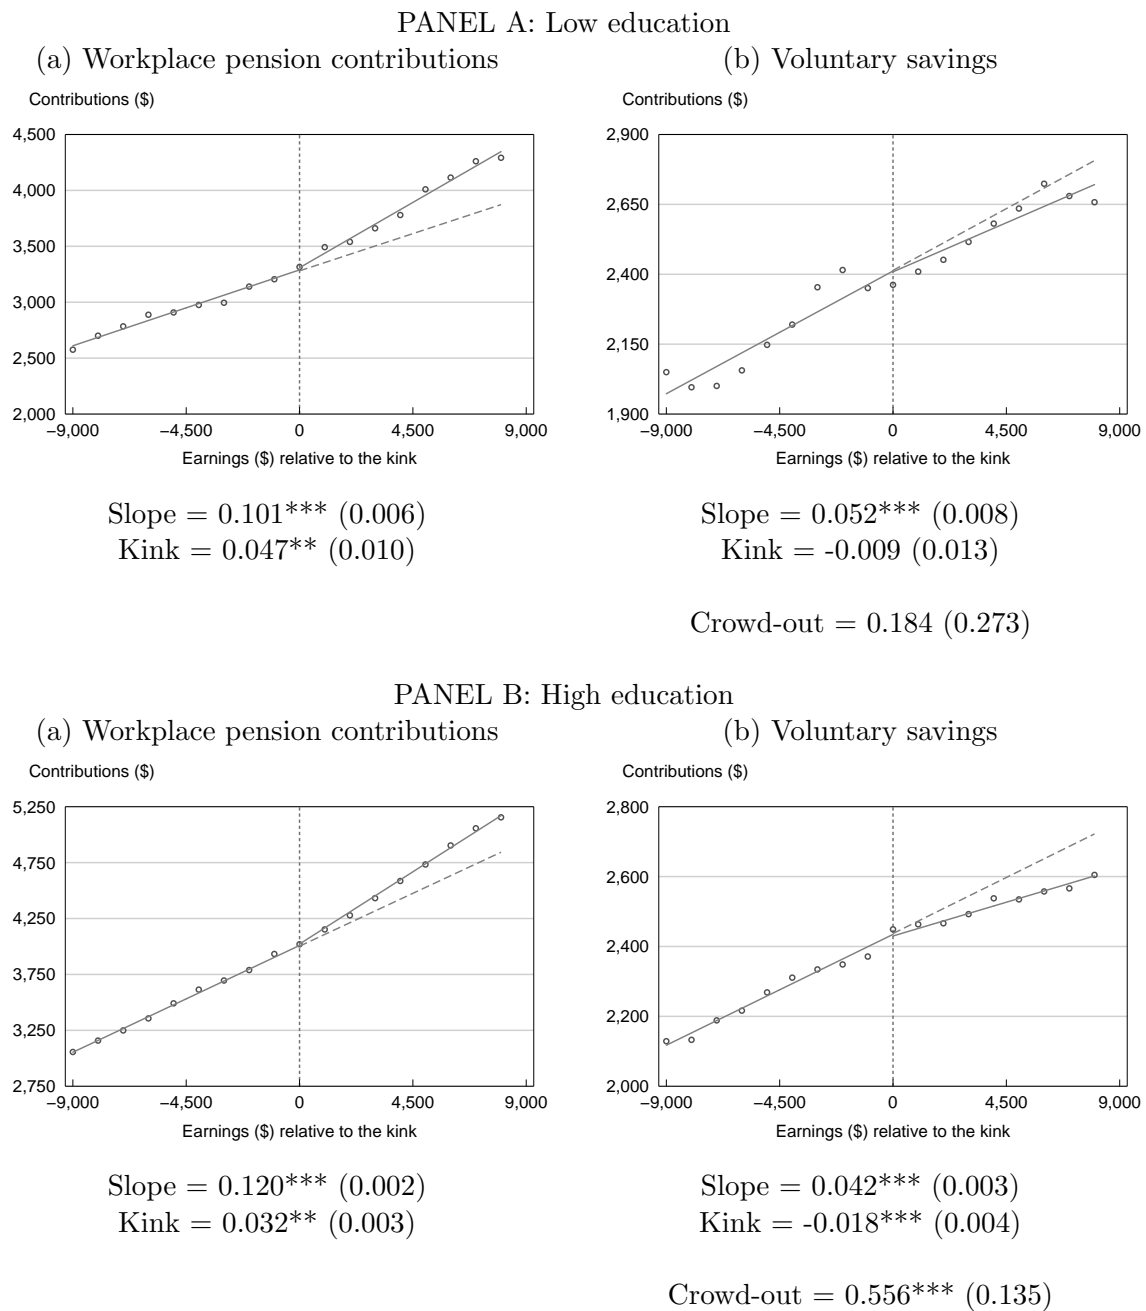 PANEL A: Low education
(a) Workplace pension contributions
Contributions ($)
4,500
4,000
3,500
3,000
2,500
2,000
−9,000 −4,500 0 4,500 9,000
Earnings ($) relative to the kink
Slope = 0.101*** (0.006)
Kink = 0.047** (0.010)
(b) Voluntary savings
Contributions ($)
2,900
2,650
2,400
2,150
1,900
−9,000 −4,500 0 4,500 9,000
Earnings ($) relative to the kink
Slope = 0.052*** (0.008)
Kink = -0.009 (0.013)
Crowd-out = 0.184 (0.273)
PANEL B: High education
(a) Workplace pension contributions
Contributions ($)
5,250
4,750
4,250
3,750
3,250
2,750
−9,000 −4,500 0 4,500 9,000
Earnings ($) relative to the kink
Slope = 0.120*** (0.002)
Kink = 0.032** (0.003)
(b) Voluntary savings
Contributions ($)
2,800
2,600
2,400
2,200
2,000
−9,000 −4,500 0 4,500 9,000
Earnings ($) relative to the kink
Slope = 0.042*** (0.003)
Kink = -0.018*** (0.004)
Crowd-out = 0.556*** (0.135)